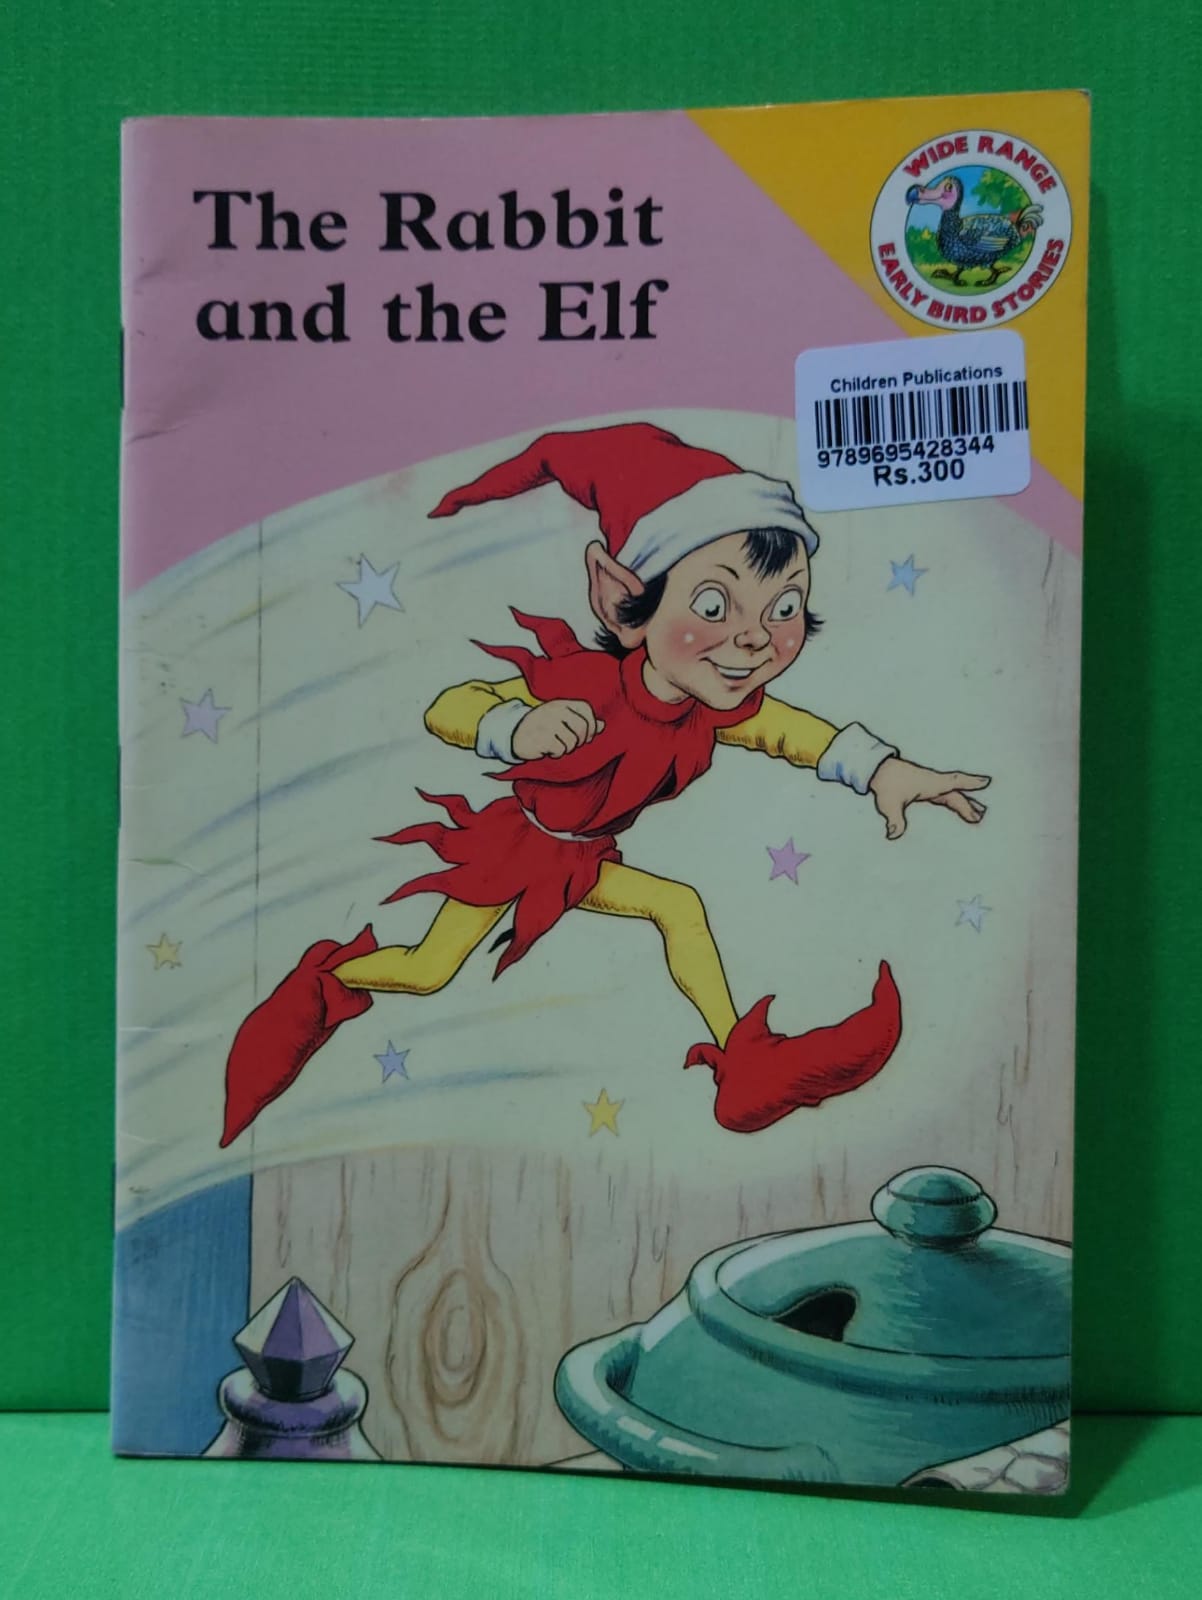 The Rabbit
and the Elf
WIDE RANGE
EARLY BIRD STORIES
Children Publications
9789695428344
Rs.300